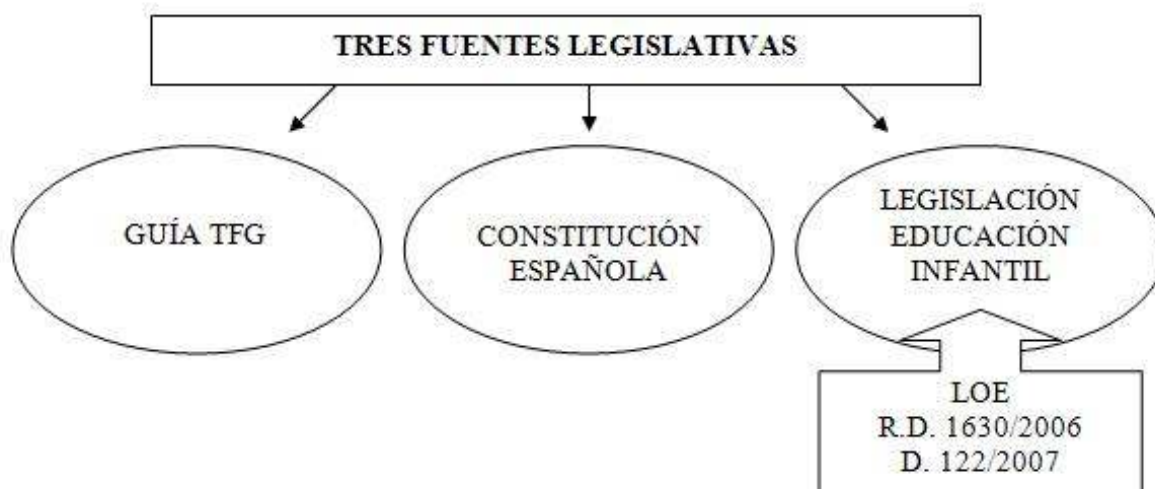 TRES FUENTES LEGISLATIVAS
GUÍA TFG
CONSTITUCIÓN
ESPAÑOLA
LEGISLACIÓN
EDUCACIÓN
INFANTIL
LOE
R.D. 1630/2006
D. 122/2007